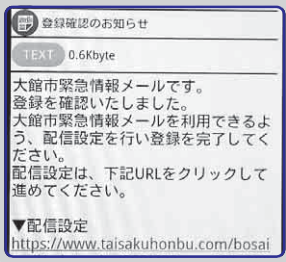 登録確認のお知らせ
TEXT 0.6Kbyte
大館市緊急情報メールです。
登録を確認いたしました。
大館市緊急情報メールを利用できるよ
う、配信設定を行い登録を完了してく
ださい。
配信設定は、下記URLをクリックして
進めてください。
▼配信設定
https://www.taisakuhonbu.com/bosai